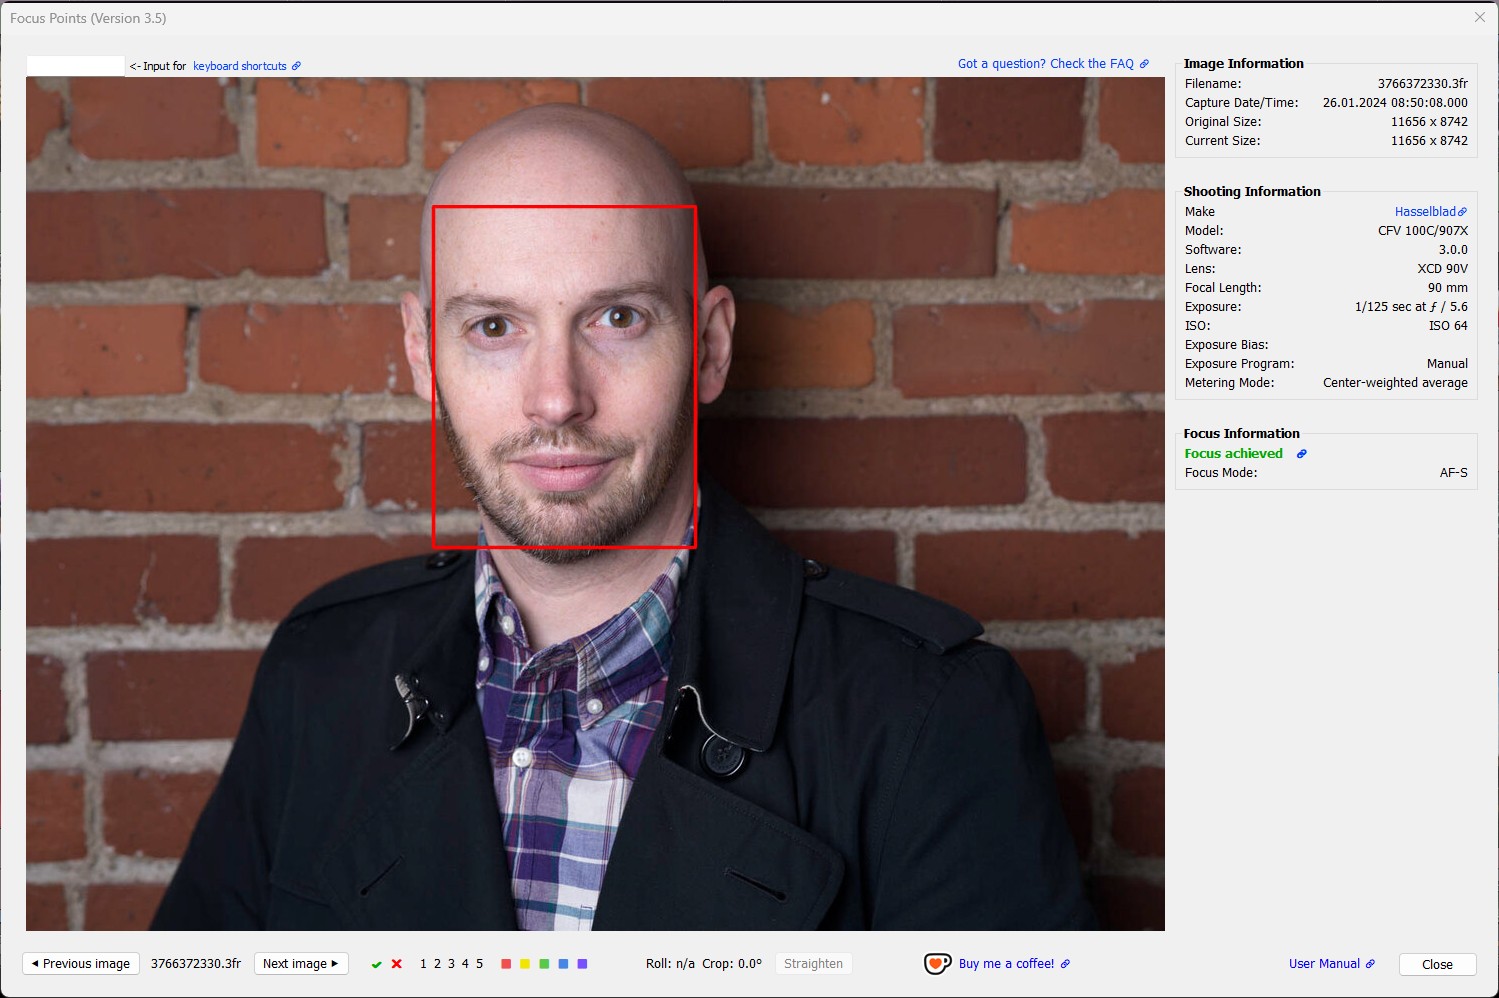 Focus Points (Version 3.5)
<- Input for keyboard shortcuts
Got a question? Check the FAQ
Image Information
Filename: 3766372330.3fr
Capture Date/Time: 26.01.2024 08:50:08.000
Original Size: 11656 x 8742
Current Size: 11656 x 8742
Shooting Information
Make Hasselblad
Model: CFV 100C/907X
Software: 3.0.0
Lens: XCD 90V
Focal Length: 90 mm
Exposure: 1/125 sec at ƒ / 5.6
ISO: ISO 64
Exposure Bias:
Exposure Program: Manual
Metering Mode: Center-weighted average
Focus Information
Focus achieved
Focus Mode: AF-S
Previous image 3766372330.3fr Next image 1 2 3 4 5 Roll: n/a Crop: 0.0° Straighten Buy me a coffee! User Manual Close